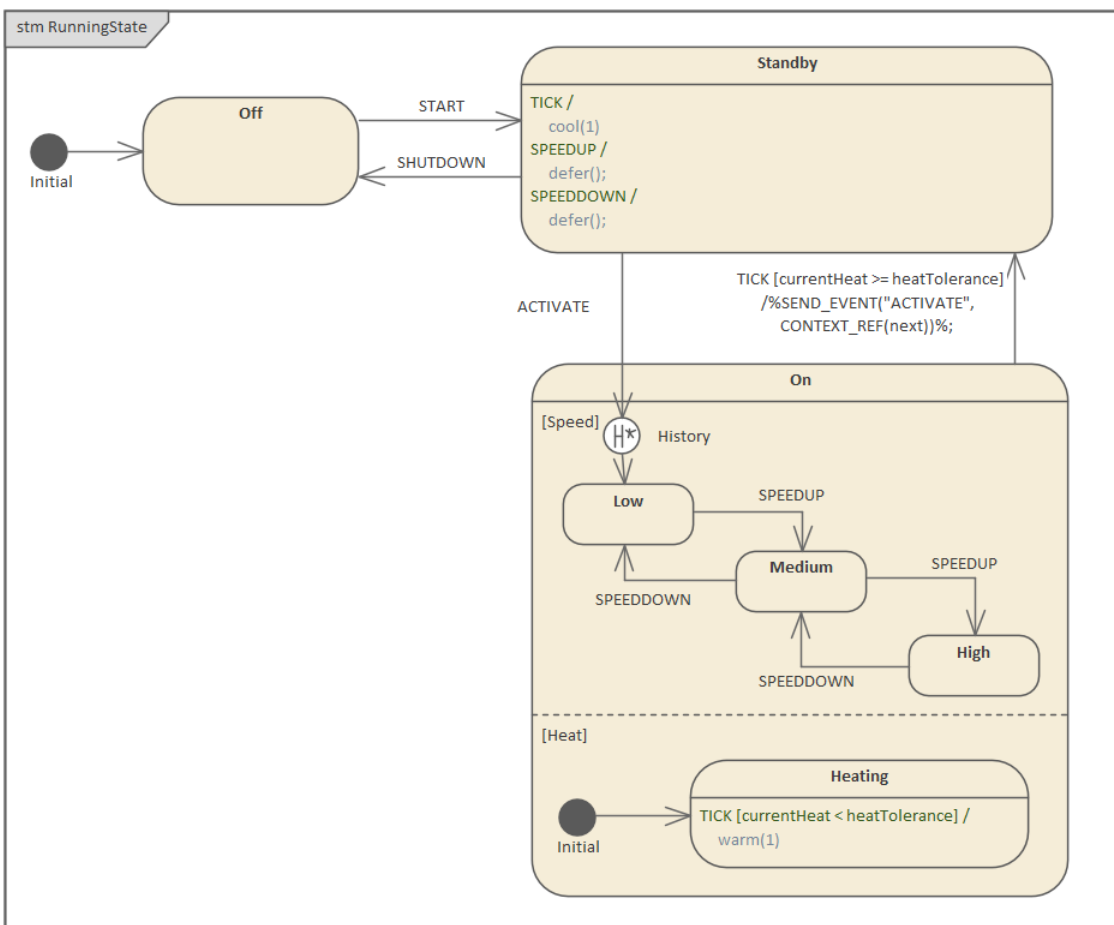 stm RunningState
Standby
TICK /
cool(1)
SPEEDUP /
defer();
SPEEDDOWN /
defer();
Off
START
SHUTDOWN
Initial
ACTIVATE
TICK [currentHeat >= heatTolerance]
/%SEND_EVENT("ACTIVATE",
CONTEXT_REF(next))%;
On
[Speed]
H*
History
Low
SPEEDUP
Medium
SPEEDUP
SPEEDDOWN
High
SPEEDDOWN
[Heat]
Heating
TICK [currentHeat < heatTolerance] /
warm(1)
Initial